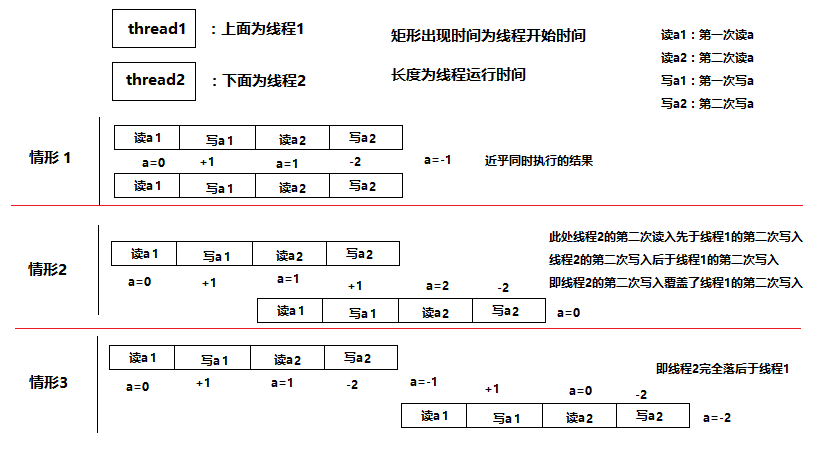 thread1 ：上面为线程1
thread2 ：下面为线程2
矩形出现时间为线程开始时间
长度为线程运行时间
读a1：第一次读a
读a2：第二次读a
写a1：第一次写a
写a2：第二次写a
情形 1
读a1 写a1 读a2 写a2
a=0 +1 a=1 -2 a=-1 近乎同时执行的结果
读a1 写a1 读a2 写a2
情形2
此处线程2的第二次读入先于线程1的第二次写入
线程2的第二次写入后于线程1的第二次写入
即线程2的第二次写入覆盖了线程1的第二次写入
读a1 写a1 读a2 写a2
a=0 +1 a=1 +1 a=2 -2
读a1 写a1 读a2 写a2 a=0
情形3
读a1 写a1 读a2 写a2
即线程2完全落后于线程1
a=0 +1 a=1 -2 a=-1 +1 a=0 -2
读a1 写a1 读a2 写a2 a=-2